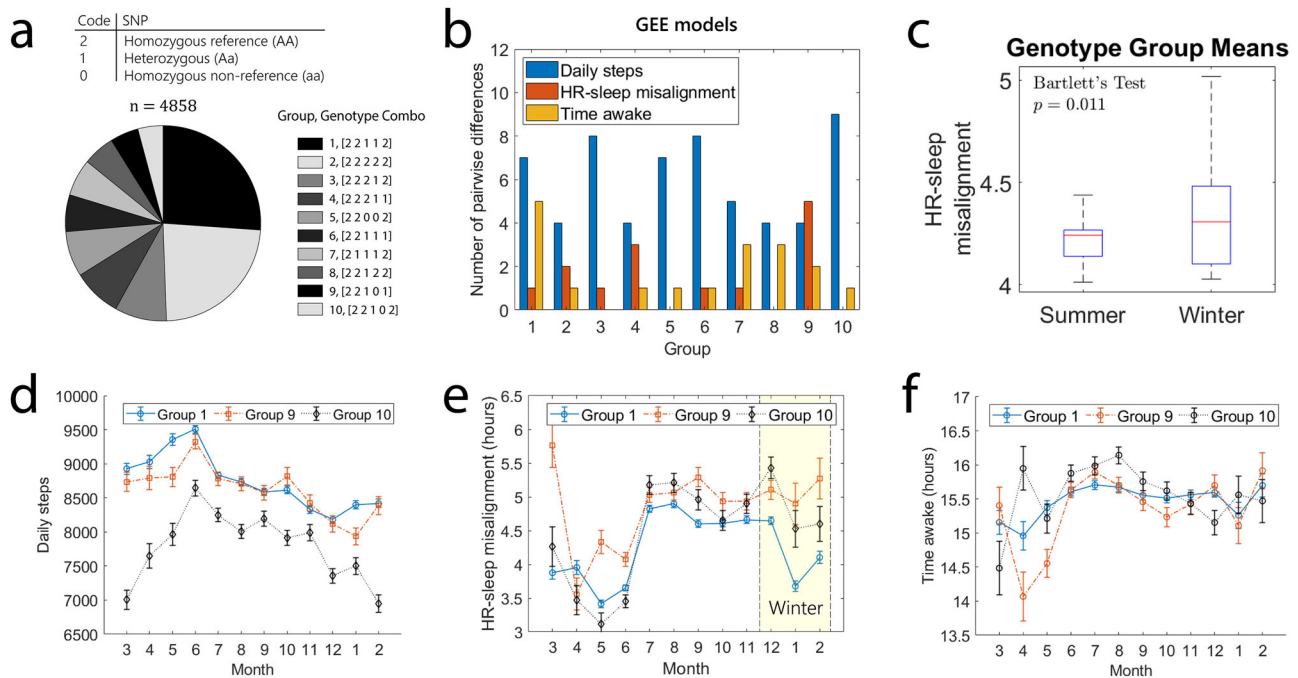 a
Code SNP
2 Homozygous reference (AA)
1 Heterozygous (Aa)
0 Homozygous non-reference (aa)
n = 4858
Group, Genotype Combo
1, [2 2 1 1 2]
2, [2 2 2 2 2]
3, [2 2 2 1 2]
4, [2 2 2 1 1]
5, [2 2 0 0 2]
6, [2 2 1 1 1]
7, [2 1 1 1 2]
8, [2 2 1 2 2]
9, [2 2 1 0 1]
10, [2 2 1 0 2]
b
GEE models
Number of pairwise differences
12
10
8
6
4
2
0
Daily steps
HR-sleep misalignment
Time awake
1 2 3 4 5 6 7 8 9 10
Group
c
Genotype Group Means
HR-sleep
misalignment
5
4.5
4
Bartlett's Test
p = 0.011
Summer Winter
d
Daily steps
10000
9500
9000
8500
8000
7500
7000
6500
Group 1 Group 9 Group 10
3 4 5 6 7 8 9 10 11 12 1 2
Month
e
HR-sleep misalignment (hours)
6.5
6
5.5
5
4.5
4
3.5
3
Group 1 Group 9 Group 10
Winter
3 4 5 6 7 8 9 10 11 12 1 2
Month
f
Time awake (hours)
17
16.5
16
15.5
15
14.5
14
13.5
Group 1 Group 9 Group 10
3 4 5 6 7 8 9 10 11 12 1 2
Month